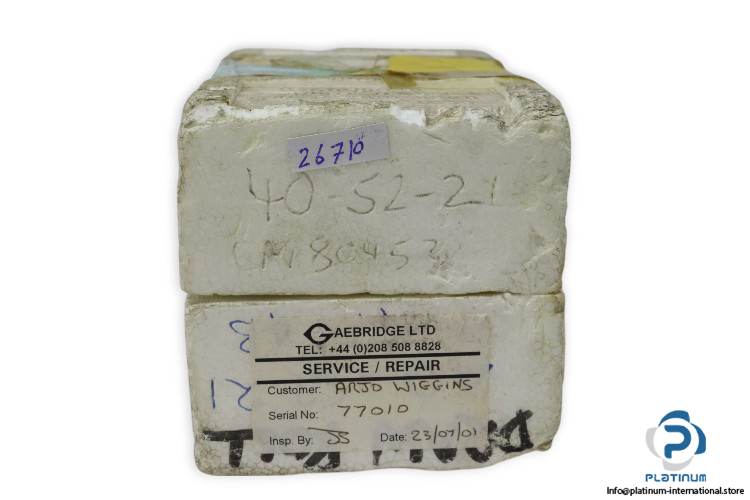 26710
40-52-21
GAEBRIDGE LTD
TEL: +44 (0)208 508 8828
SERVICE / REPAIR
Customer: ARJO WIGGINS
Serial No: 77010
Insp. By: JS Date: 23/07/01
21
PLATINUM
Info@platinum-international.store